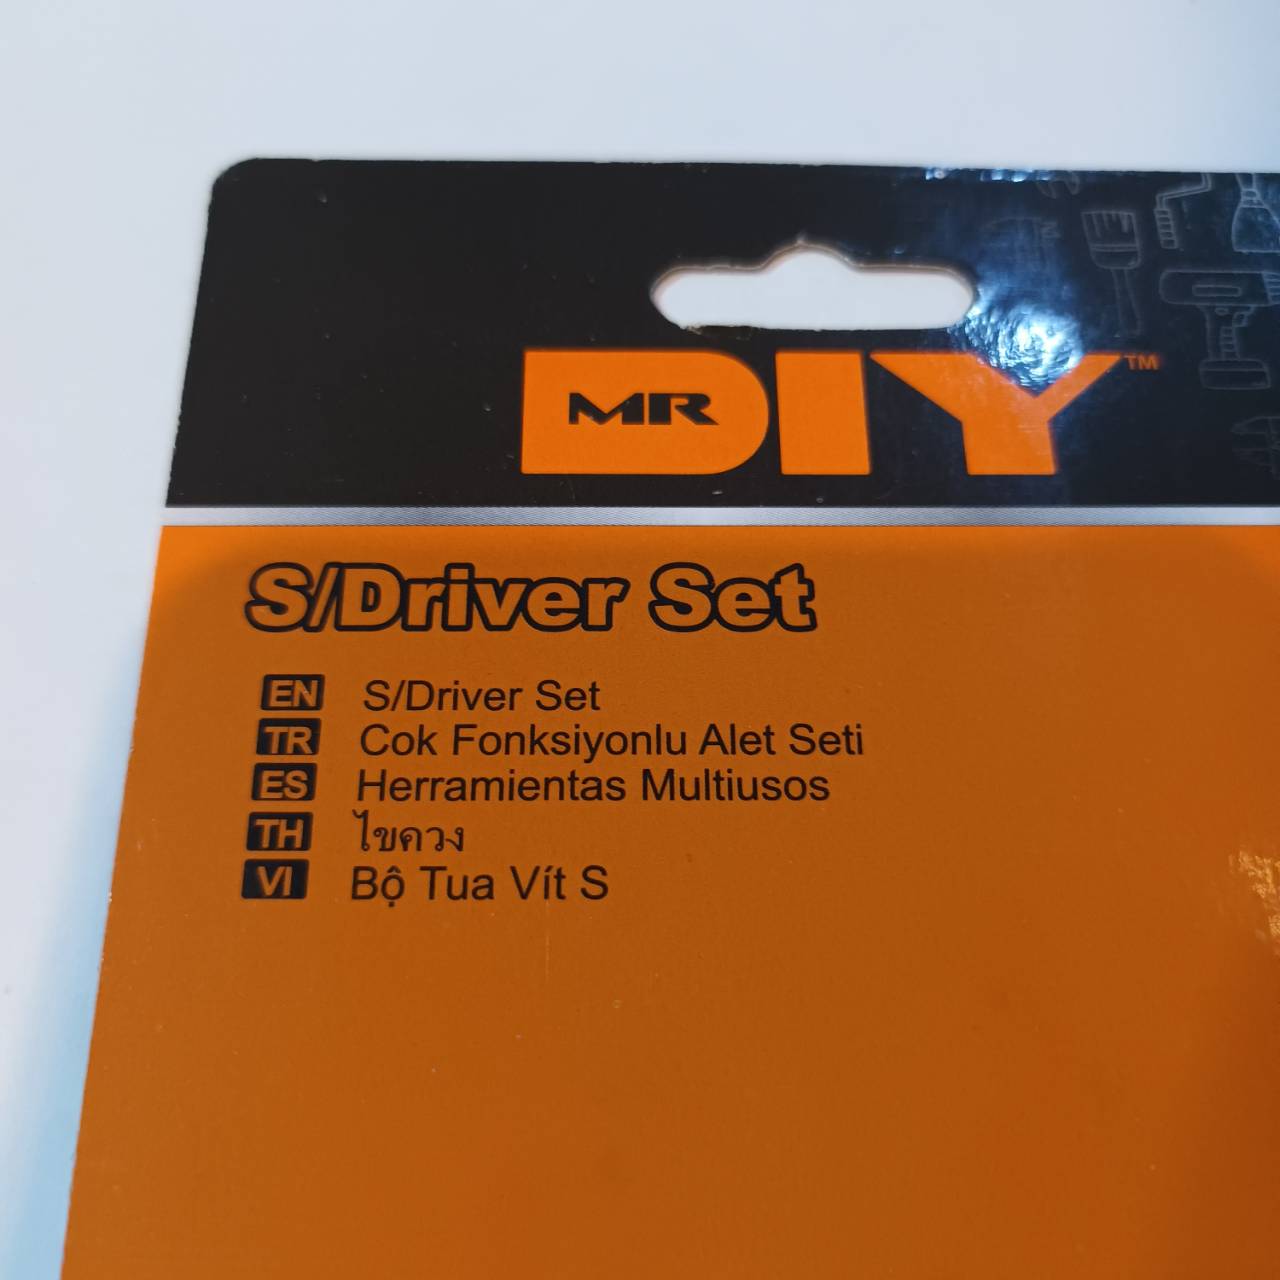 MR DIY™
S/Driver Set
EN S/Driver Set
TR Cok Fonksiyonlu Alet Seti
ES Herramientas Multiusos
TH ไขควง
VI Bộ Tua Vít S